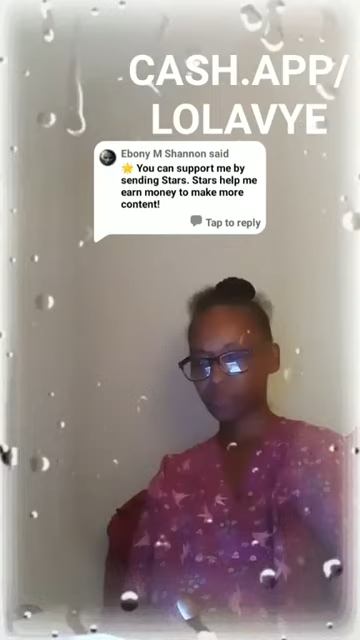 CASH.APP/
LOLAVYE
Ebony M Shannon said
🌟 You can support me by
sending Stars. Stars help me
earn money to make more
content!
Tap to reply